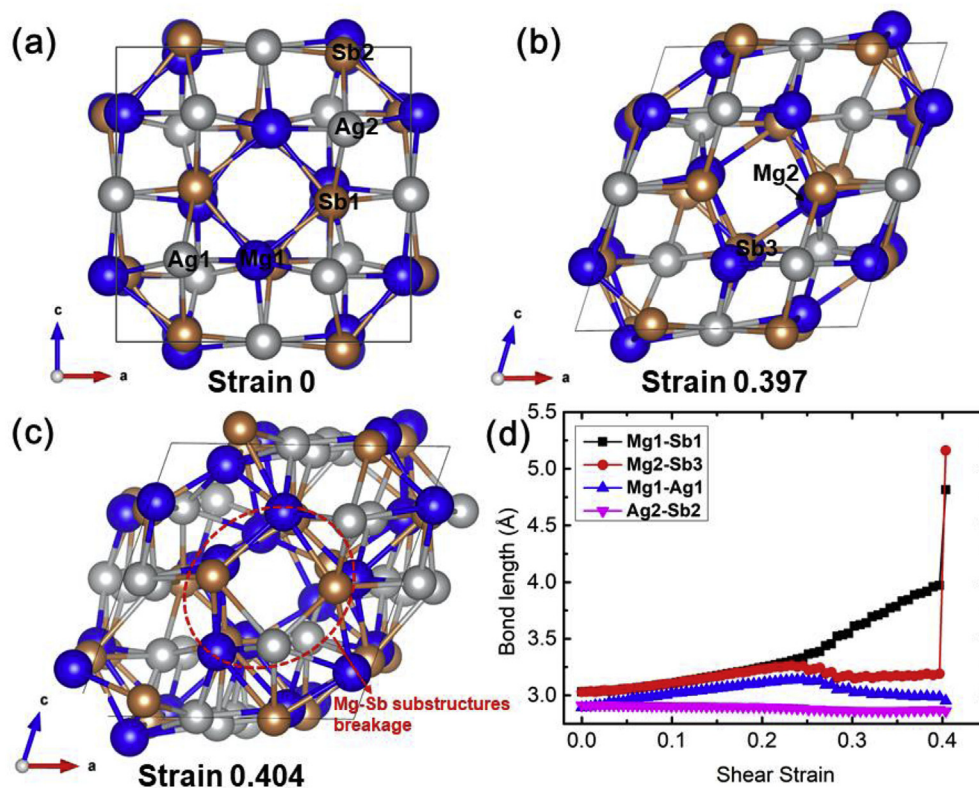 (a)
Sb2
Ag2
Sb1
Ag1
Mg1
c
a
Strain 0
(b)
Mg2
Sb3
c
a
Strain 0.397
(c)
Mg-Sb substructures
breakage
c
a
Strain 0.404
(d)
5.5
5.0
4.5
4.0
3.5
3.0
Bond length (Å)
Mg1-Sb1
Mg2-Sb3
Mg1-Ag1
Ag2-Sb2
0.0
0.1
0.2
0.3
0.4
Shear Strain